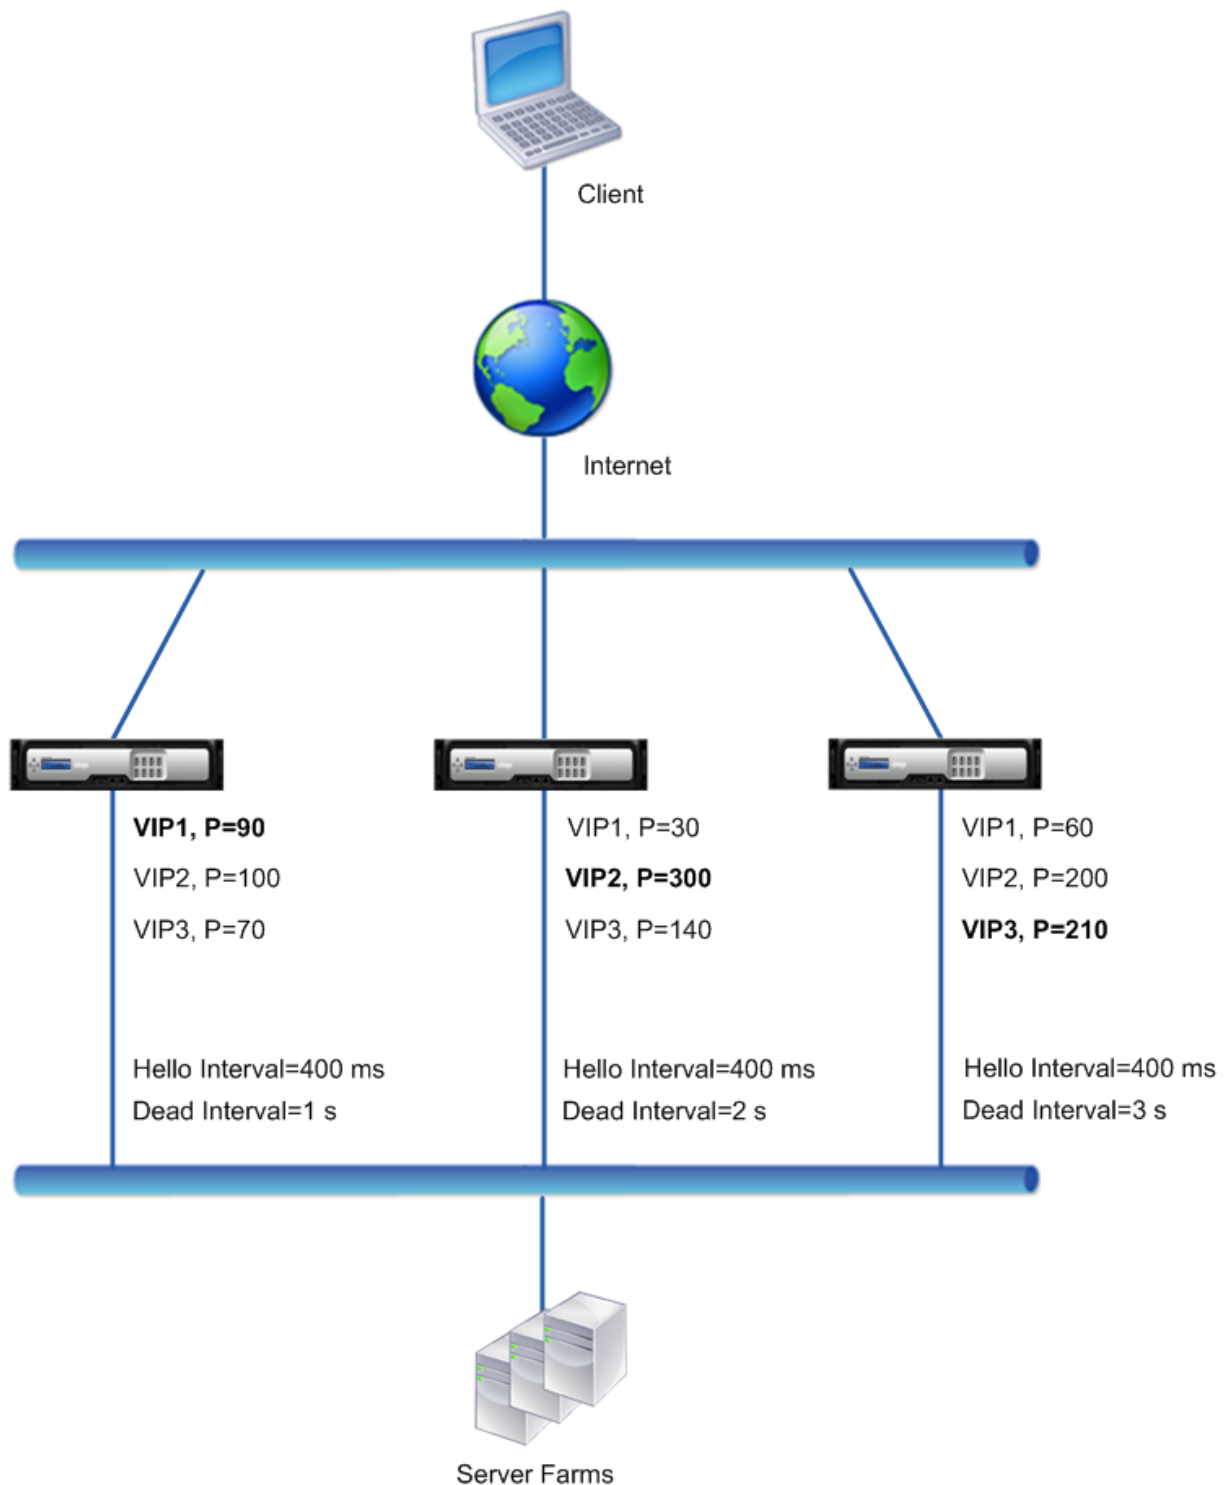 Client
Internet
VIP1, P=90
VIP2, P=100
VIP3, P=70
Hello Interval=400 ms
Dead Interval=1 s
VIP1, P=30
VIP2, P=300
VIP3, P=140
Hello Interval=400 ms
Dead Interval=2 s
VIP1, P=60
VIP2, P=200
VIP3, P=210
Hello Interval=400 ms
Dead Interval=3 s
Server Farms